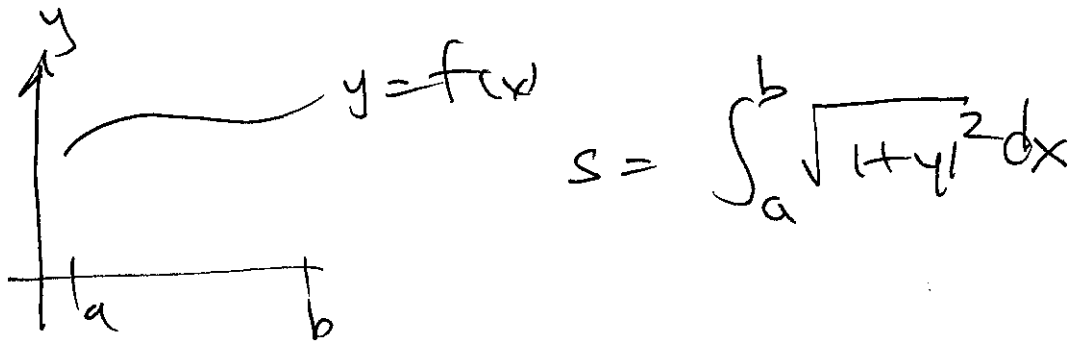 y
y = f(x)
s = ∫_a^b √(1+y'^2) dx
a
b